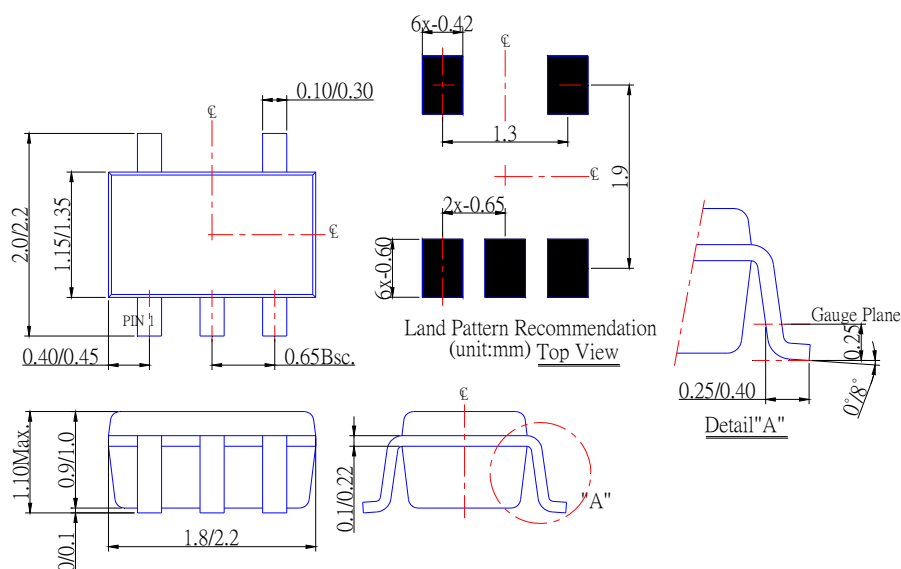 6x-0.42
℄
0.10/0.30
℄
1.3
℄
1.9
2.0/2.2
1.15/1.35
℄
2x-0.65
6x-0.60
PIN 1
Land Pattern Recommendation
(unit:mm) Top View
0.40/0.45
0.65Bsc.
Gauge Plane
0.25
0.25/0.40
0°/8°
Detail"A"
℄
1.10Max.
0.9/1.0
0.1/0.22
"A"
1.8/2.2
0/0.1